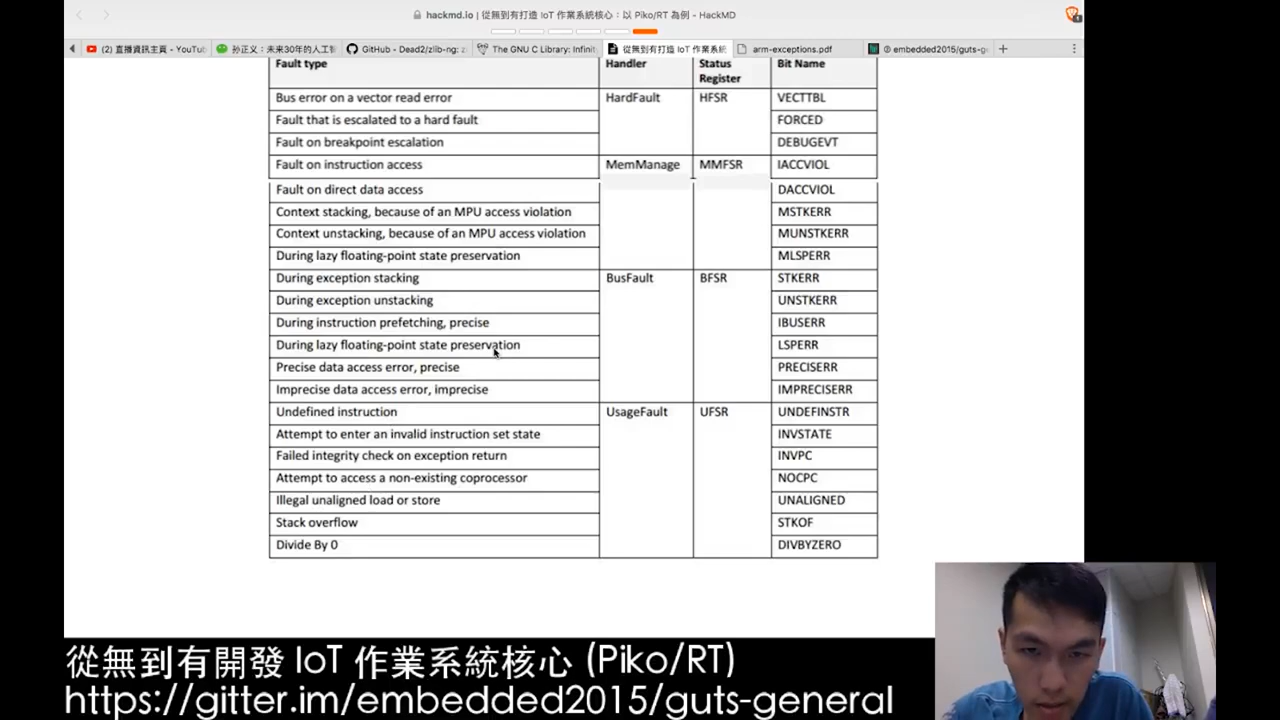 hackmd.io | 從無到有打造 IoT 作業系統核心：以 Piko/RT 為例 - HackMD
(2) 直播資訊主頁 - YouTub
孙正义：未来30年的人工智
GitHub - Dead2/zlib-ng: z
The GNU C Library: Infinit
從無到有打造 IoT 作業系統
arm-exceptions.pdf
embedded2015/guts-ge
Fault type Handler Status Register Bit Name
Bus error on a vector read error HardFault HFSR VECTTBL
Fault that is escalated to a hard fault FORCED
Fault on breakpoint escalation DEBUGEVT
Fault on instruction access MemManage MMFSR IACCVIOL
Fault on direct data access DACCVIOL
Context stacking, because of an MPU access violation MSTKERR
Context unstacking, because of an MPU access violation MUNSTKERR
During lazy floating-point state preservation MLSPERR
During exception stacking BusFault BFSR STKERR
During exception unstacking UNSTKERR
During instruction prefetching, precise IBUSERR
During lazy floating-point state preservation LSPERR
Precise data access error, precise PRECISERR
Imprecise data access error, imprecise IMPRECISERR
Undefined instruction UsageFault UFSR UNDEFINSTR
Attempt to enter an invalid instruction set state INVSTATE
Failed integrity check on exception return INVPC
Attempt to access a non-existing coprocessor NOCPC
Illegal unaligned load or store UNALIGNED
Stack overflow STKOF
Divide By 0 DIVBYZERO
從無到有開發 IoT 作業系統核心 (Piko/RT)
https://gitter.im/embedded2015/guts-general